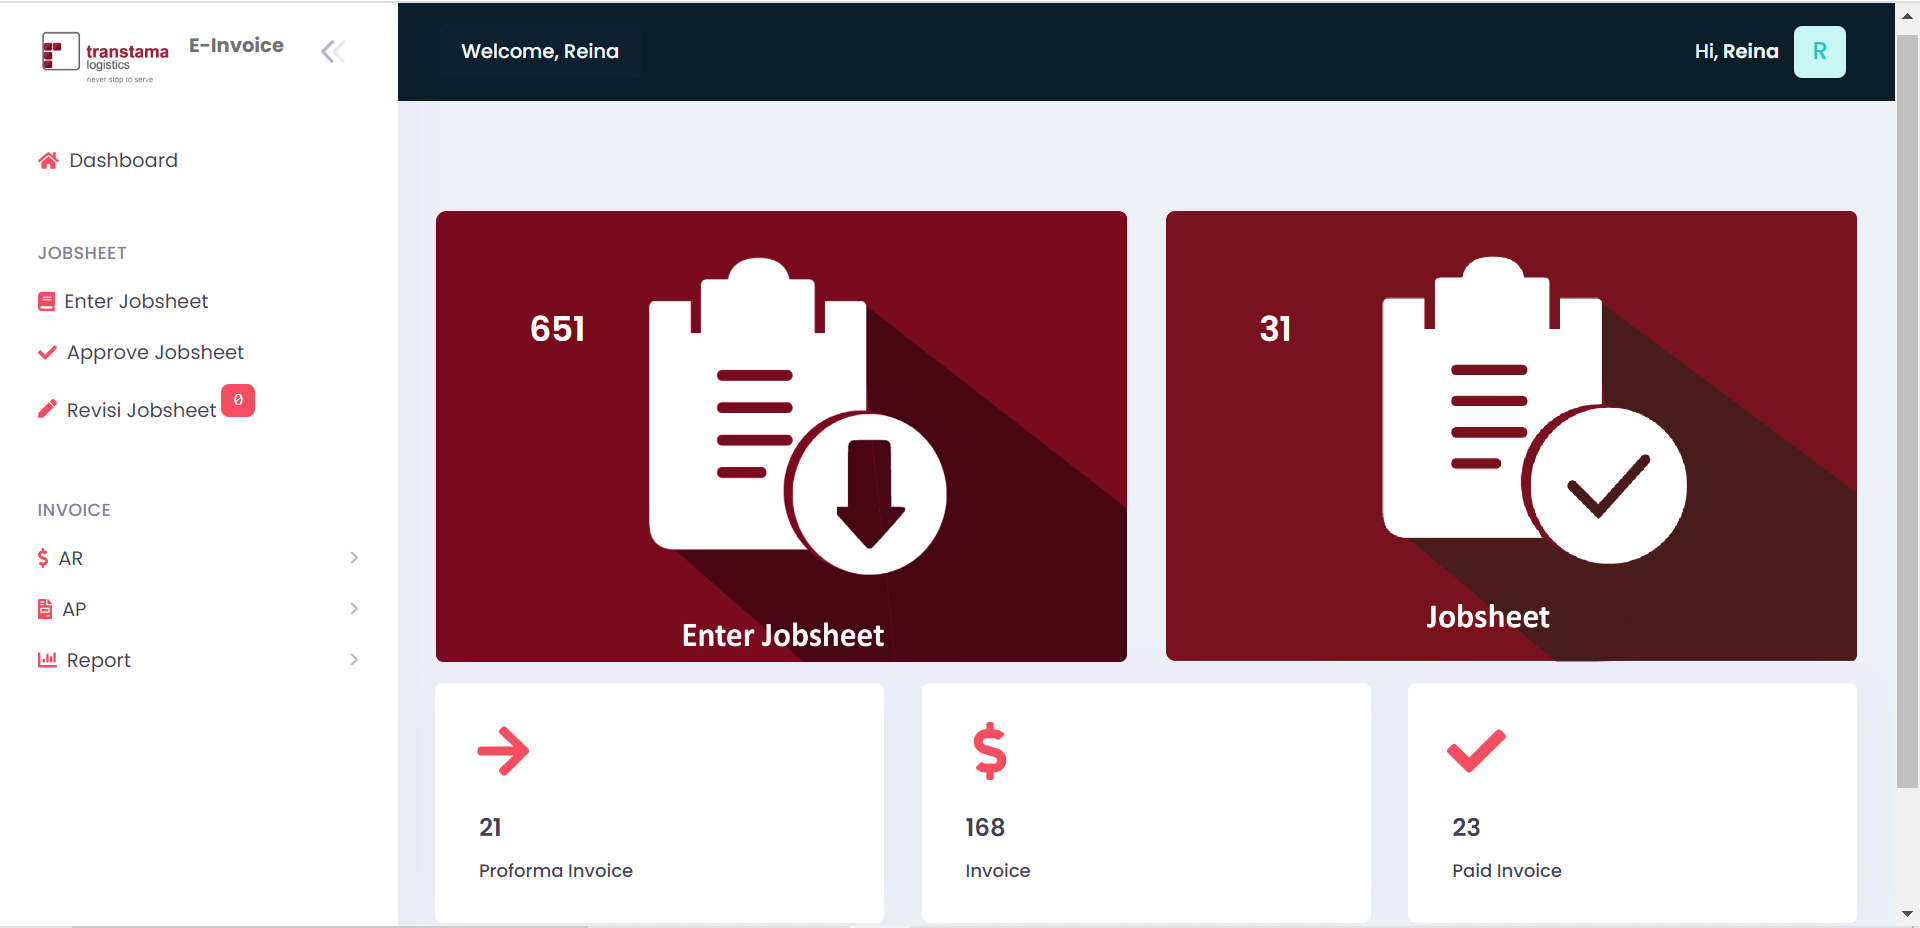 transtama
logistics
never stop to serve
E-Invoice
Welcome, Reina
Hi, Reina
R
Dashboard
JOBSHEET
Enter Jobsheet
Approve Jobsheet
Revisi Jobsheet 0
INVOICE
AR
AP
Report
651
Enter Jobsheet
31
Jobsheet
21
Proforma Invoice
168
Invoice
23
Paid Invoice